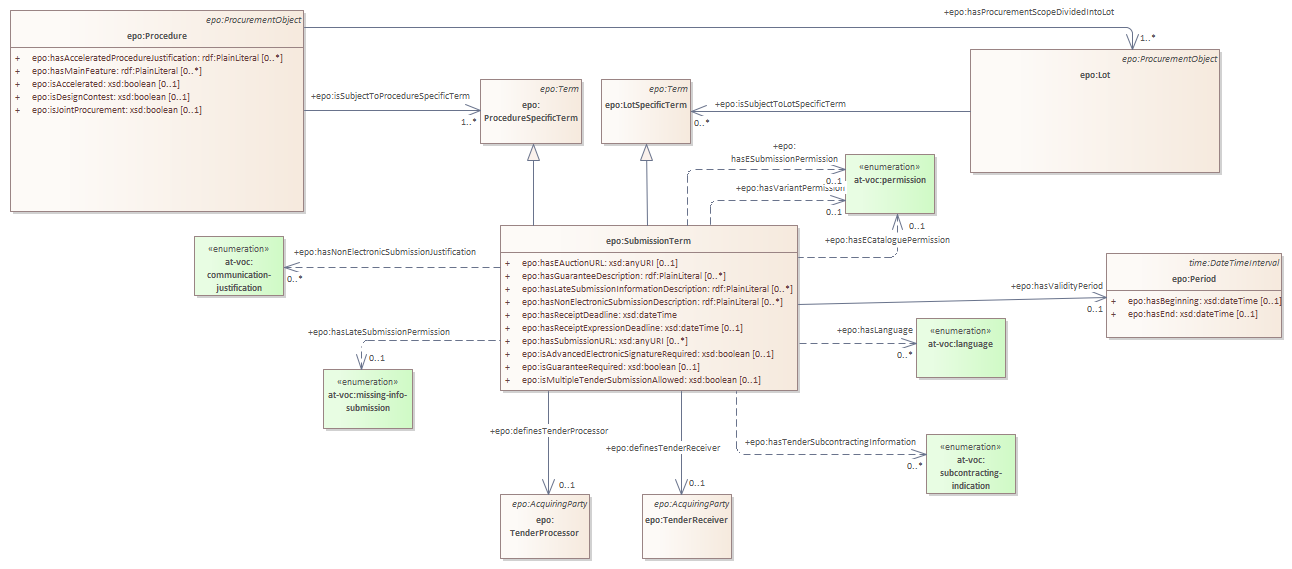 epo:ProcurementObject
epo:Procedure
+ epo:hasAcceleratedProcedureJustification: rdf:PlainLiteral [0..*]
+ epo:hasMainFeature: rdf:PlainLiteral [0..*]
+ epo:isAccelerated: xsd:boolean [0..1]
+ epo:isDesignContest: xsd:boolean [0..1]
+ epo:isJointProcurement: xsd:boolean [0..1]
+epo:hasProcurementScopeDividedIntoLot
1..*
epo:ProcurementObject
epo:Lot
+epo:isSubjectToProcedureSpecificTerm
1..*
epo:Term
epo:
ProcedureSpecificTerm
epo:Term
epo:LotSpecificTerm
+epo:isSubjectToLotSpecificTerm
0..*
+epo:
hasESubmissionPermission
0..1
+epo:hasVariantPermission
0..1
«enumeration»
at-voc:permission
0..1
+epo:hasECataloguePermission
«enumeration»
at-voc:
communication-
justification
+epo:hasNonElectronicSubmissionJustification
0..*
epo:SubmissionTerm
+ epo:hasEAuctionURL: xsd:anyURI [0..1]
+ epo:hasGuaranteeDescription: rdf:PlainLiteral [0..*]
+ epo:hasLateSubmissionInformationDescription: rdf:PlainLiteral [0..*]
+ epo:hasNonElectronicSubmissionDescription: rdf:PlainLiteral [0..*]
+ epo:hasReceiptDeadline: xsd:dateTime
+ epo:hasReceiptExpressionDeadline: xsd:dateTime [0..1]
+ epo:hasSubmissionURL: xsd:anyURI [0..*]
+ epo:isAdvancedElectronicSignatureRequired: xsd:boolean [0..1]
+ epo:isGuaranteeRequired: xsd:boolean [0..1]
+ epo:isMultipleTenderSubmissionAllowed: xsd:boolean [0..1]
+epo:hasValidityPeriod
0..1
time:DateTimeInterval
epo:Period
+ epo:hasBeginning: xsd:dateTime [0..1]
+ epo:hasEnd: xsd:dateTime [0..1]
+epo:hasLanguage
0..*
«enumeration»
at-voc:language
+epo:hasLateSubmissionPermission
0..1
«enumeration»
at-voc:missing-info-
submission
+epo:definesTenderProcessor
0..1
+epo:definesTenderReceiver
0..1
+epo:hasTenderSubcontractingInformation
0..*
«enumeration»
at-voc:
subcontracting-
indication
epo:AcquiringParty
epo:
TenderProcessor
epo:AcquiringParty
epo:TenderReceiver